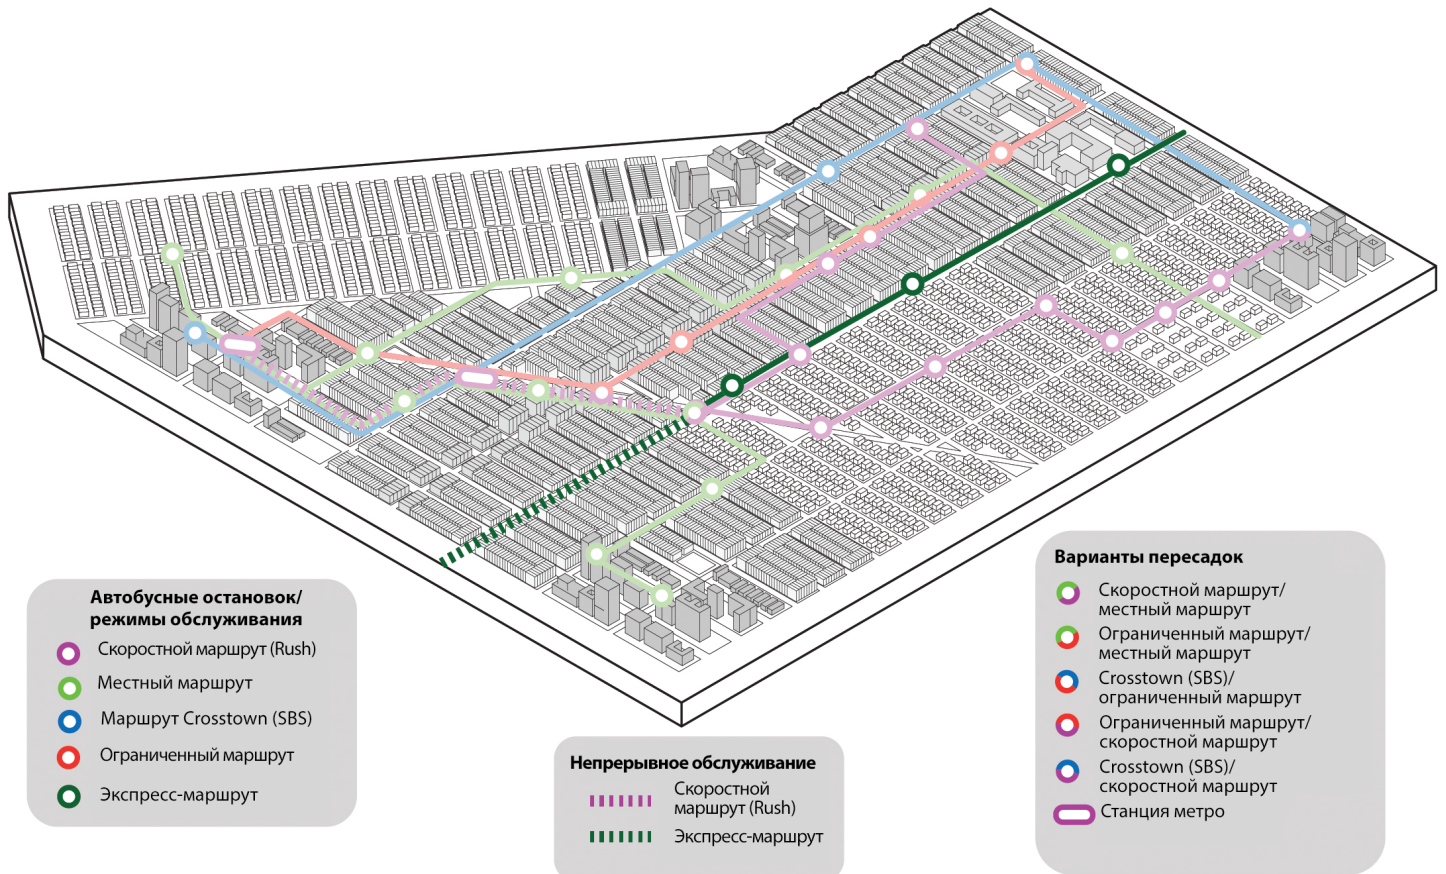 Автобусные остановок/
режимы обслуживания
Скоростной маршрут (Rush)
Местный маршрут
Маршрут Crosstown (SBS)
Ограниченный маршрут
Экспресс-маршрут
Непрерывное обслуживание
Скоростной
маршрут (Rush)
Экспресс-маршрут
Варианты пересадок
Скоростной маршрут/
местный маршрут
Ограниченный маршрут/
местный маршрут
Crosstown (SBS)/
ограниченный маршрут
Ограниченный маршрут/
скоростной маршрут
Crosstown (SBS)/
скоростной маршрут
Станция метро